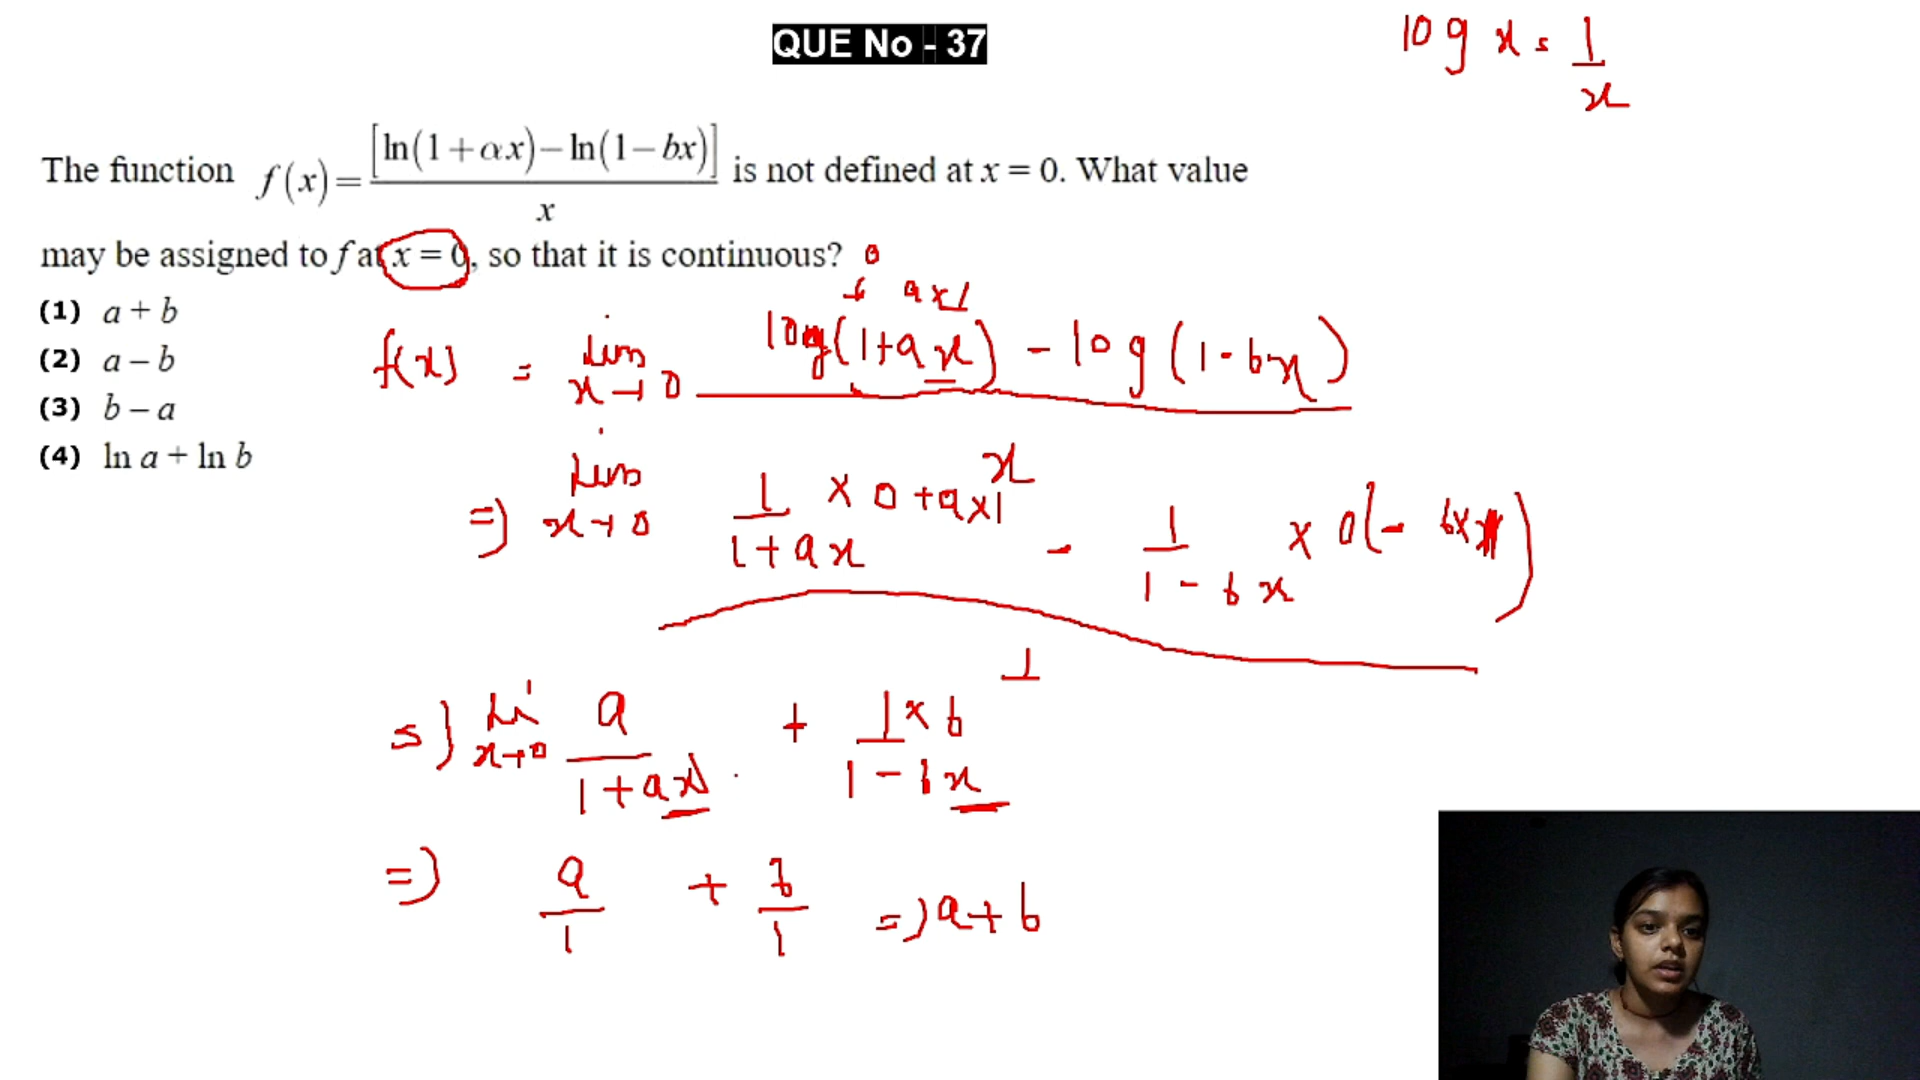 QUE No - 37
log x = 1/x
The function f(x)= [ln(1+αx)−ln(1−bx)]/x is not defined at x = 0. What value
may be assigned to f at x = 0, so that it is continuous? 0
(1) a + b
(2) a – b
(3) b – a
(4) ln a + ln b
a×1
f(x) = lim x→0 log(1+ax) - log(1-bx)
x
=) lim x→0 1/(1+ax) × 0+a×1 - 1/(1-bx) × 0(- b×
1
lim x→0 a/(1+ax) + 1×b/(1-bx)
=) a/1 + b/1 =) a+b